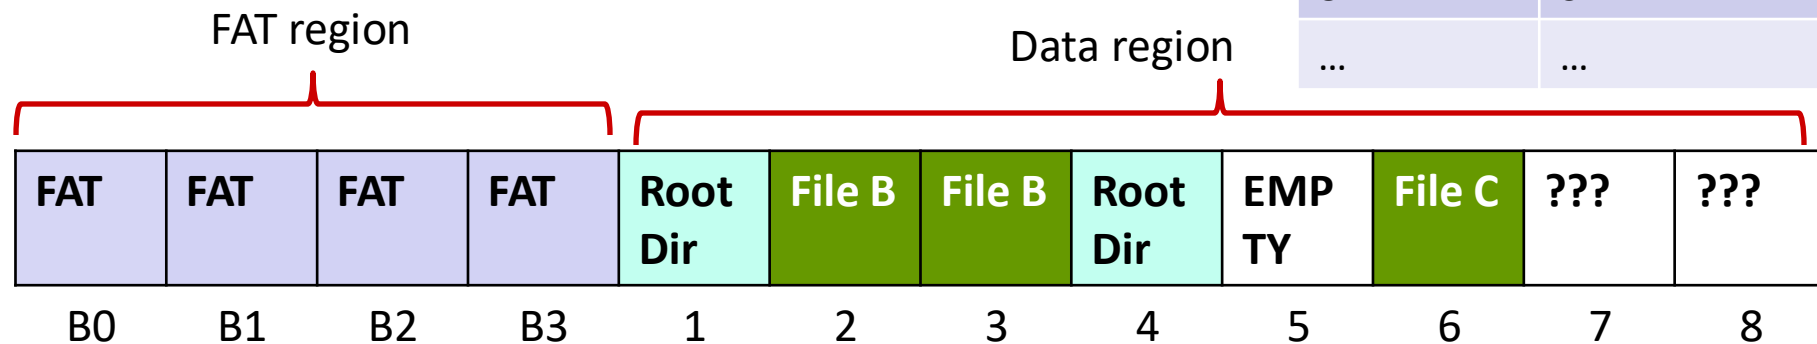 FAT region
Data region
... ...
FAT FAT FAT FAT Root File B File B Root EMP File C ??? ???
Dir Dir TY
B0 B1 B2 B3 1 2 3 4 5 6 7 8